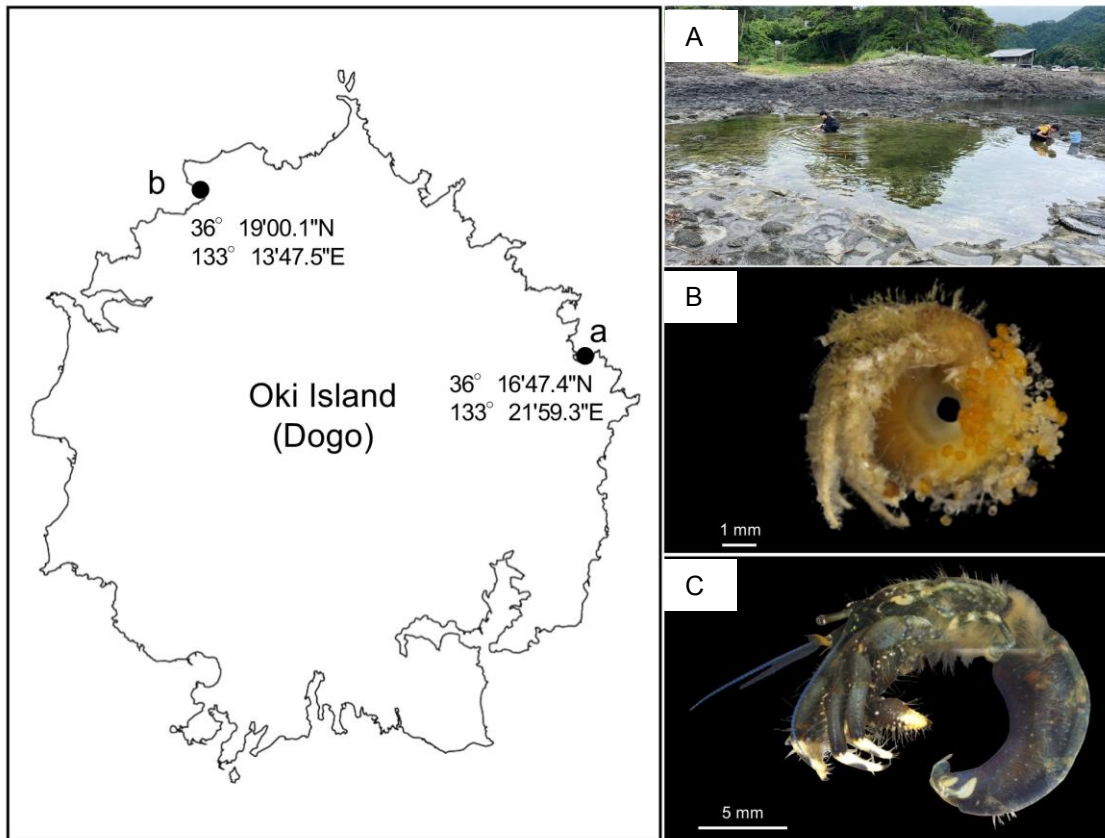 b
36° 19'00.1"N
133° 13'47.5"E
a
36° 16'47.4"N
133° 21'59.3"E
Oki Island
(Dogo)
A
B
1 mm
C
5 mm